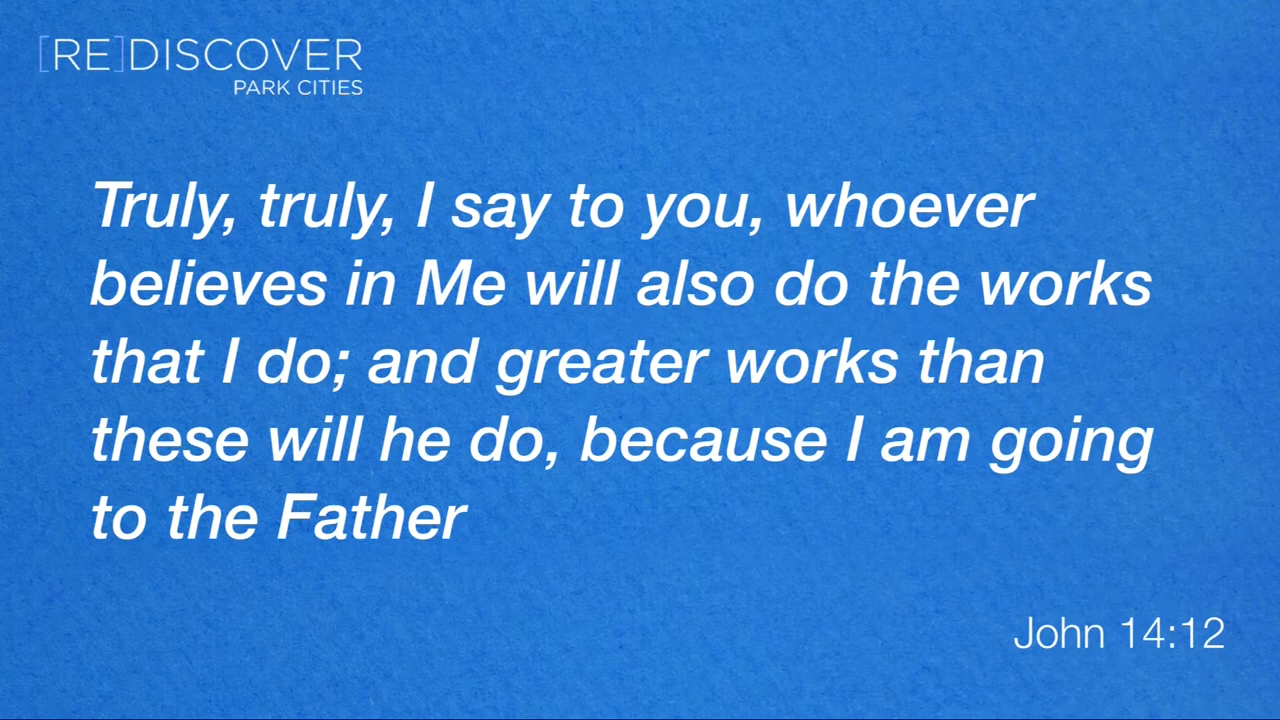 [RE]DISCOVER
PARK CITIES
Truly, truly, I say to you, whoever
believes in Me will also do the works
that I do; and greater works than
these will he do, because I am going
to the Father
John 14:12